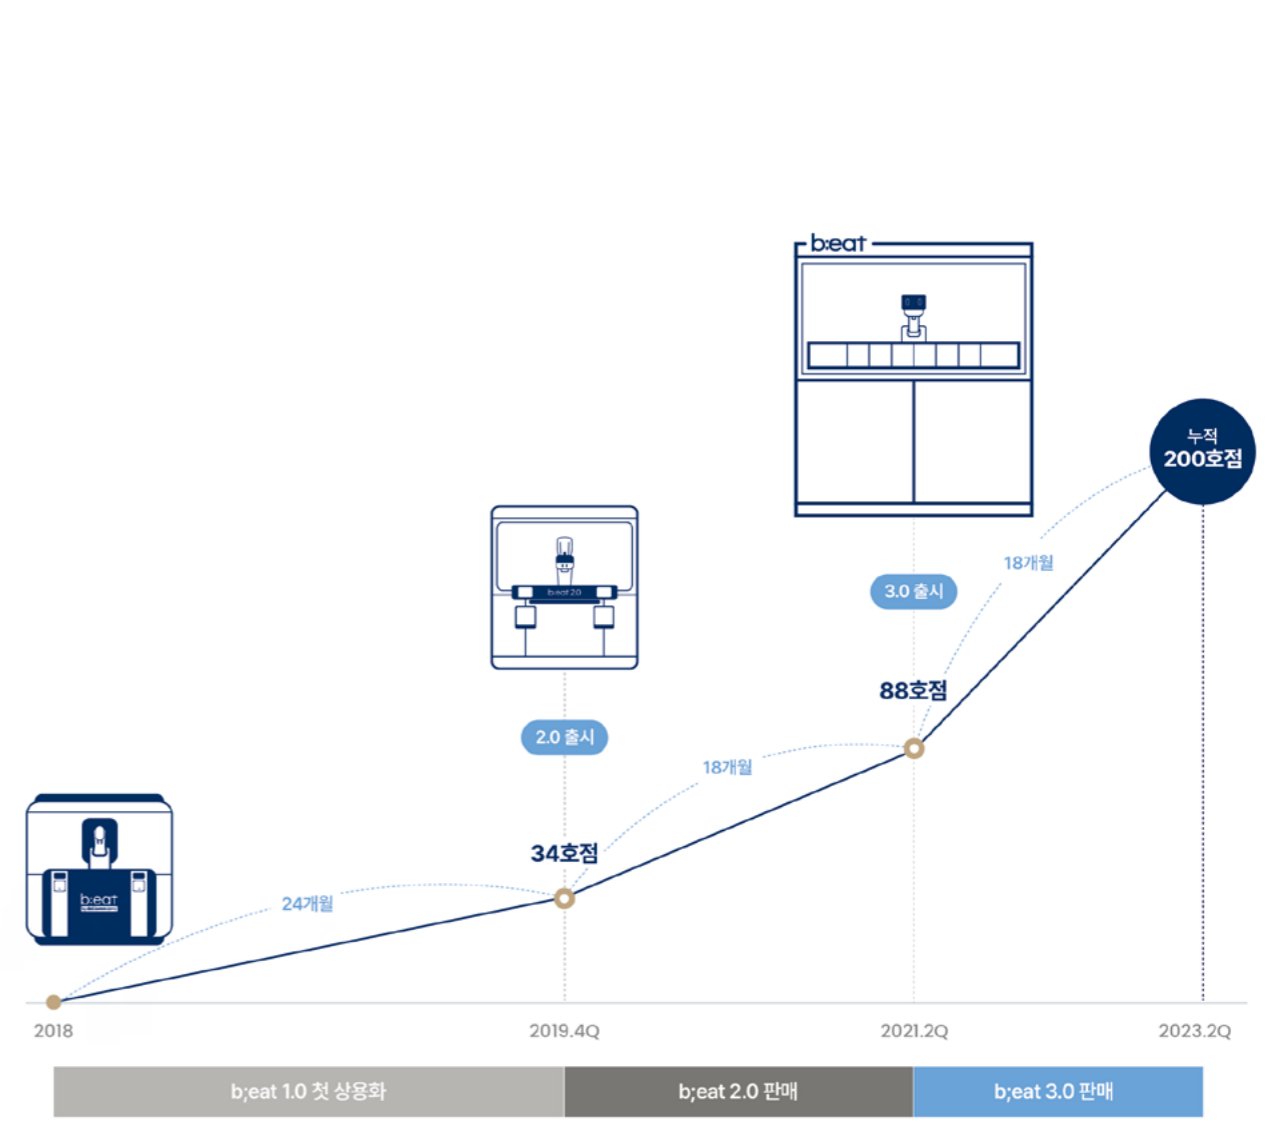 b;eat
누적
200호점
18개월
b;eat 2.0
3.0 출시
88호점
2.0 출시
18개월
34호점
b;eat
24개월
2018
2019.4Q
2021.2Q
2023.2Q
b;eat 1.0 첫 상용화
b;eat 2.0 판매
b;eat 3.0 판매